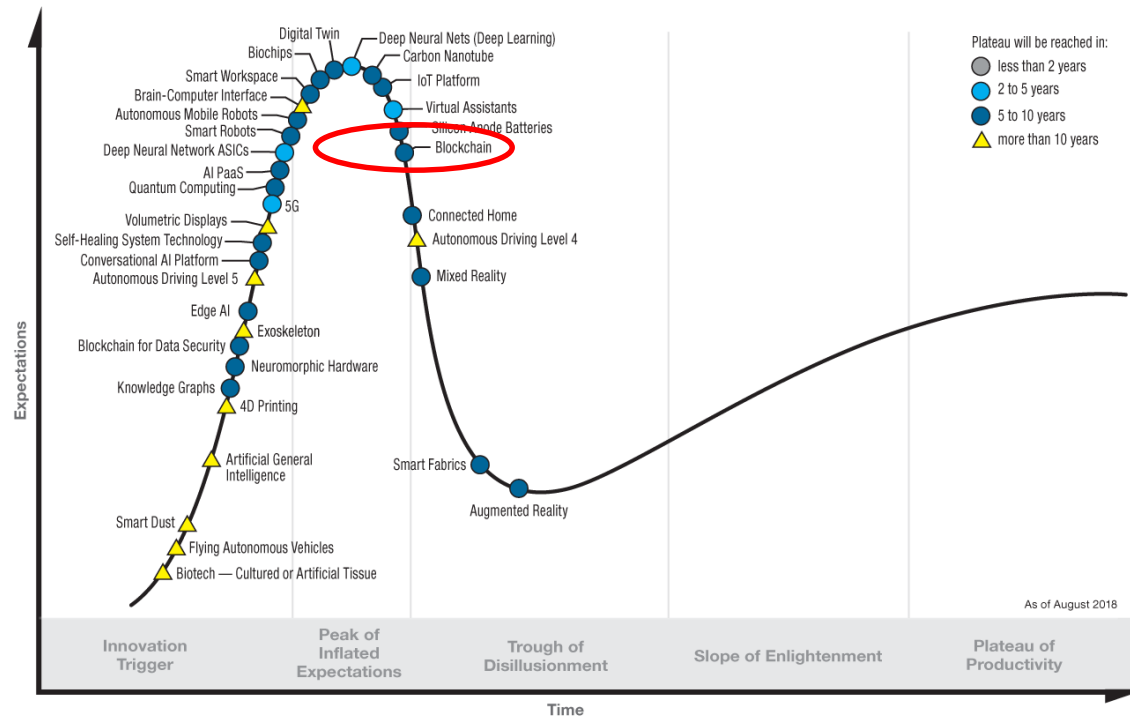 Digital Twin
Deep Neural Nets (Deep Learning)
Biochips
Carbon Nanotube
Smart Workspace
IoT Platform
Brain-Computer Interface
Virtual Assistants
Autonomous Mobile Robots
Silicon Anode Batteries
Smart Robots
Blockchain
Deep Neural Network ASICs
AI PaaS
Quantum Computing
5G
Volumetric Displays
Connected Home
Self-Healing System Technology
Autonomous Driving Level 4
Conversational AI Platform
Mixed Reality
Autonomous Driving Level 5
Edge AI
Exoskeleton
Blockchain for Data Security
Neuromorphic Hardware
Knowledge Graphs
4D Printing
Artificial General
Intelligence
Smart Fabrics
Augmented Reality
Smart Dust
Flying Autonomous Vehicles
Biotech — Cultured or Artificial Tissue
Plateau will be reached in:
less than 2 years
2 to 5 years
5 to 10 years
more than 10 years
As of August 2018
Expectations
Innovation
Trigger
Peak of
Inflated
Expectations
Trough of
Disillusionment
Slope of Enlightenment
Plateau of
Productivity
Time